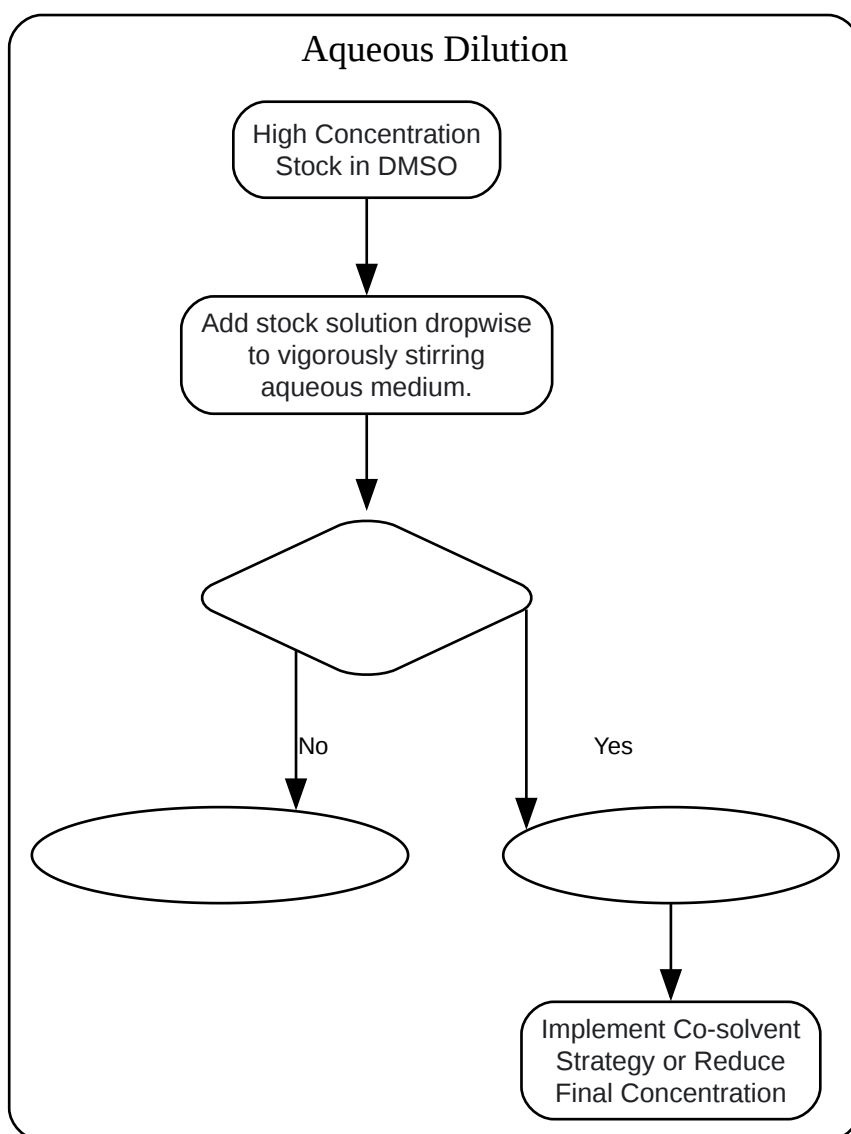 Aqueous Dilution
High Concentration
Stock in DMSO
Add stock solution dropwise
to vigorously stirring
aqueous medium.
No
Yes
Implement Co-solvent
Strategy or Reduce
Final Concentration